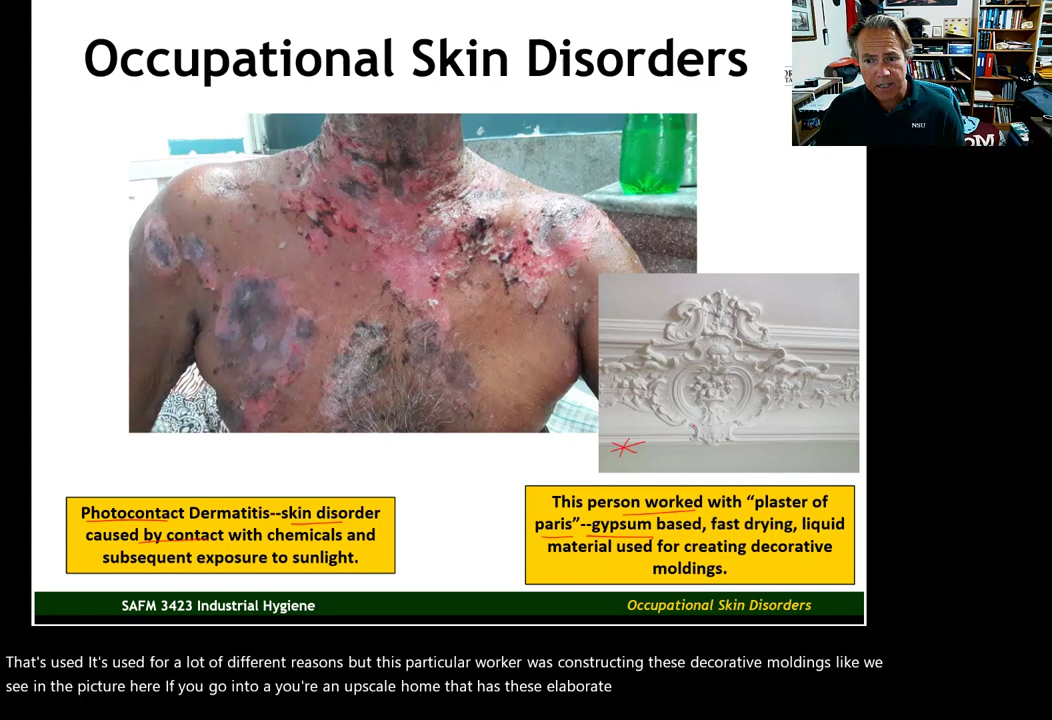 Occupational Skin Disorders
NSU
Photocontact Dermatitis--skin disorder
caused by contact with chemicals and
subsequent exposure to sunlight.
This person worked with “plaster of
paris”--gypsum based, fast drying, liquid
material used for creating decorative
moldings.
SAFM 3423 Industrial Hygiene
Occupational Skin Disorders
That's used It's used for a lot of different reasons but this particular worker was constructing these decorative moldings like we
see in the picture here If you go into a you're an upscale home that has these elaborate